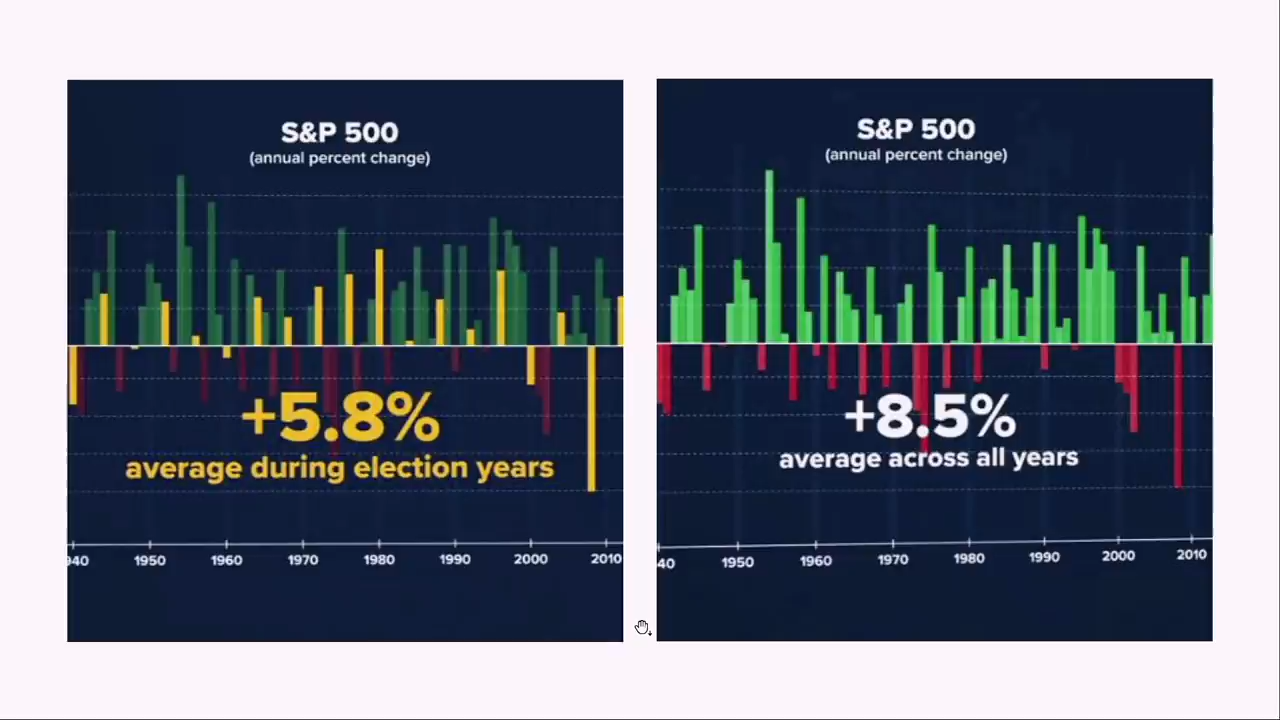 S&P 500
(annual percent change)
+5.8%
average during election years
940 1950 1960 1970 1980 1990 2000 2010
S&P 500
(annual percent change)
+8.5%
average across all years
40 1950 1960 1970 1980 1990 2000 2010